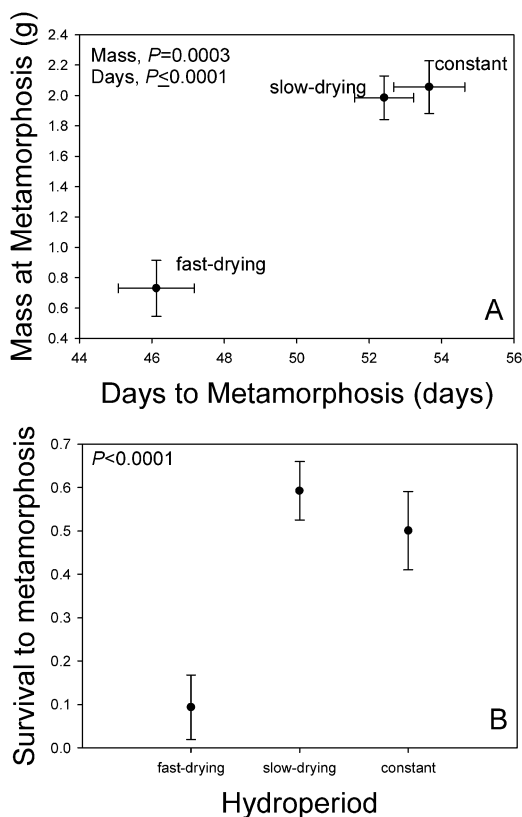 Mass at Metamorphosis (g)
2.4
2.2
2.0
1.8
1.6
1.4
1.2
1.0
0.8
0.6
0.4
Mass, P=0.0003
Days, P≤0.0001
constant
slow-drying
fast-drying
A
44 46 48 50 52 54 56
Days to Metamorphosis (days)
Survival to metamorphosis
0.7
0.6
0.5
0.4
0.3
0.2
0.1
0.0
P<0.0001
B
fast-drying slow-drying constant
Hydroperiod